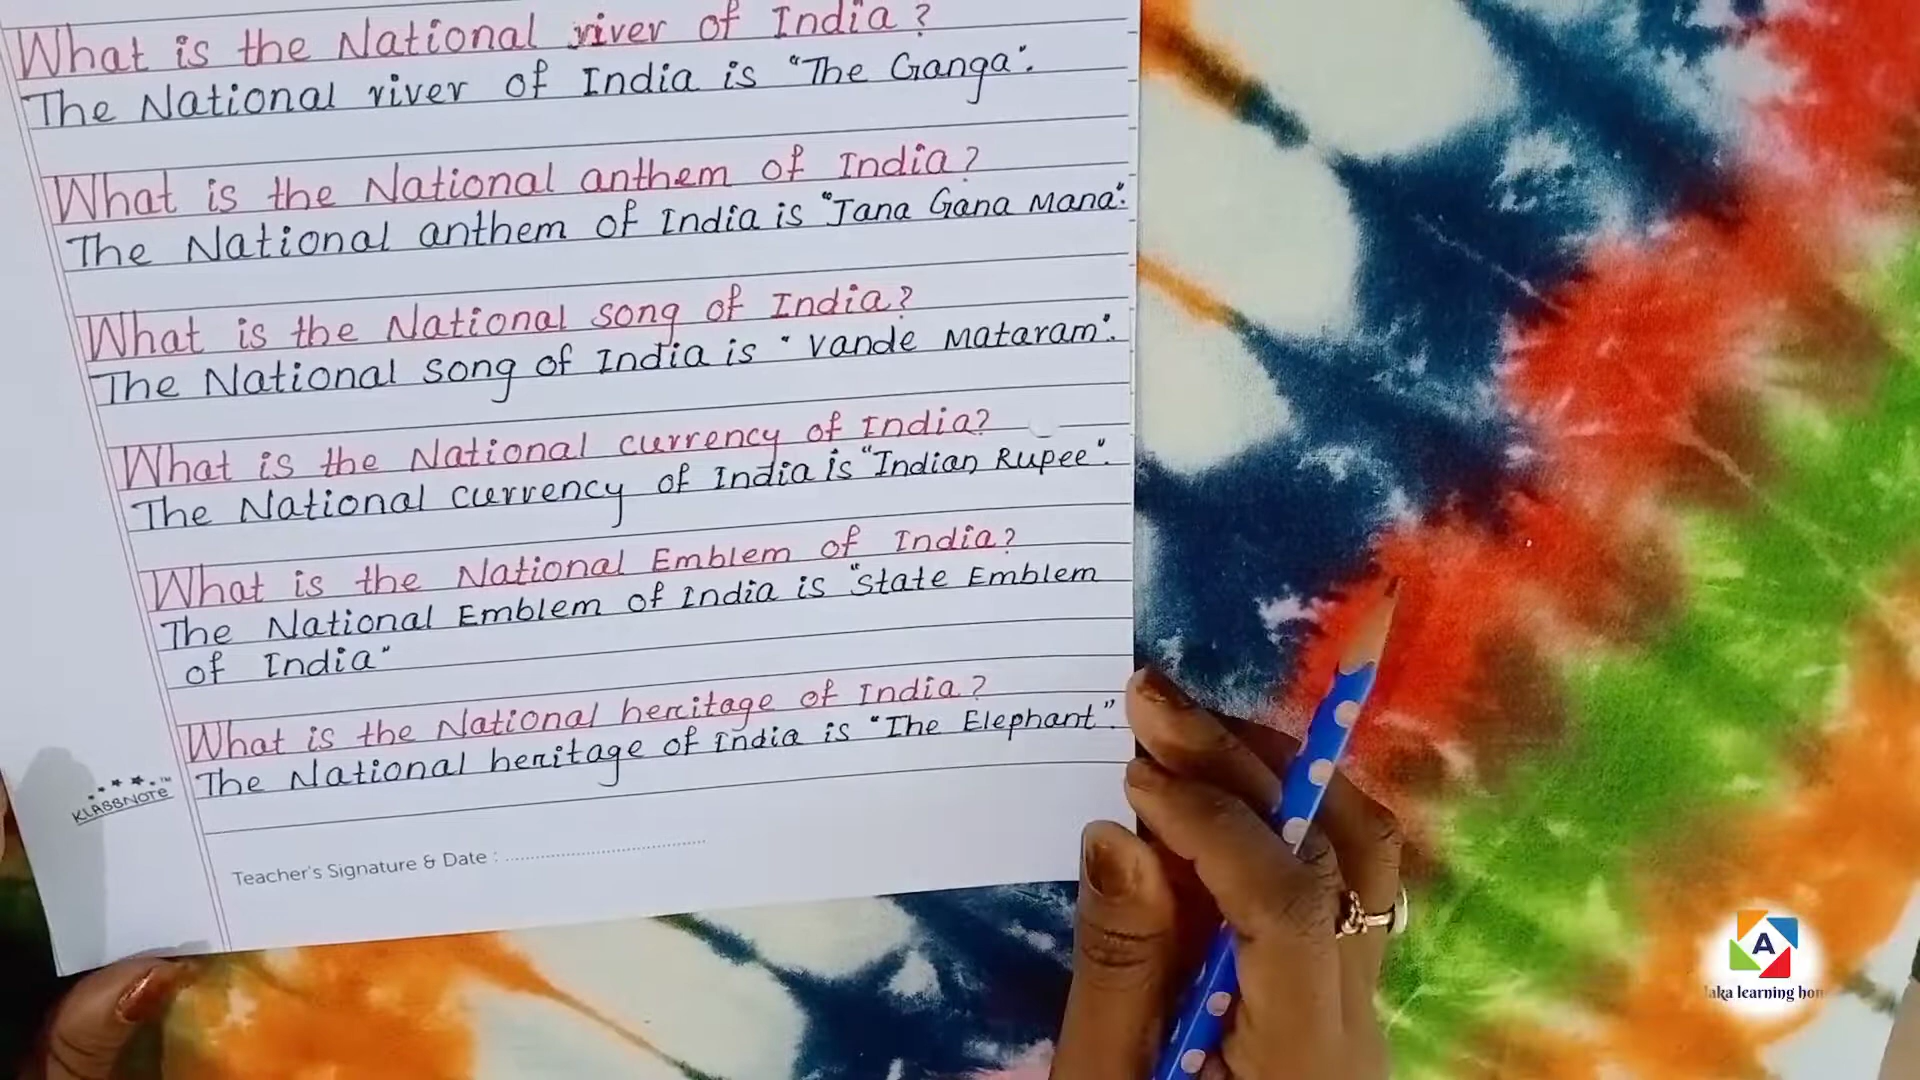 What is the National river of India?
The National river of India is "The Ganga".
What is the National anthem of India?
The National anthem of India is "Jana Gana Mana".
What is the National song of India?
The National song of India is "Vande Mataram".
What is the National currency of India?
The National currency of India is "Indian Rupee".
What is the National Emblem of India?
The National Emblem of India is "State Emblem
of India"
What is the National heritage of India?
The National heritage of India is "The Elephant".
KLASSNOTE™
Teacher's Signature & Date : ........................................
A
learning